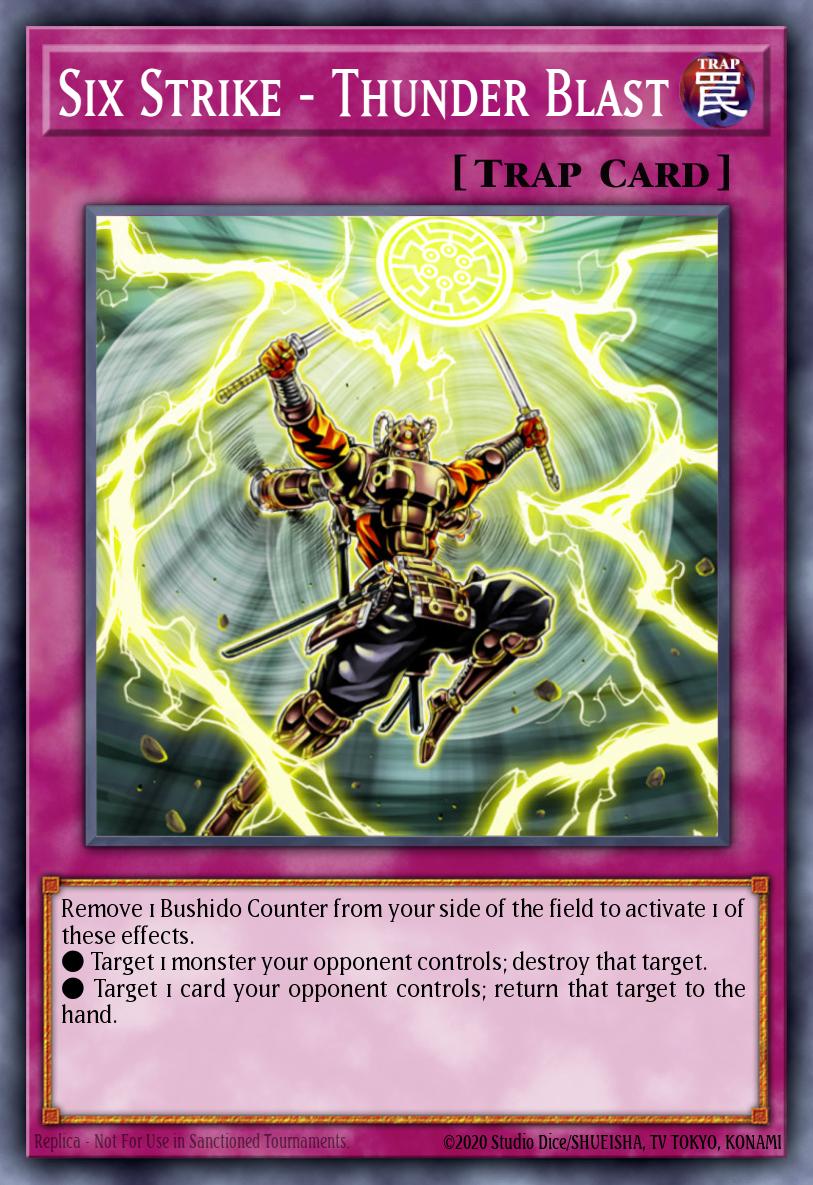 Six Strike - Thunder Blast
TRAP
罠
[Trap Card]
Remove 1 Bushido Counter from your side of the field to activate 1 of
these effects.
● Target 1 monster your opponent controls; destroy that target.
● Target 1 card your opponent controls; return that target to the
hand.
Replica - Not For Use in Sanctioned Tournaments.
©2020 Studio Dice/SHUEISHA, TV TOKYO, KONAMI